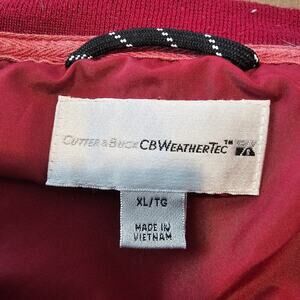 CUTTER & BUCK CBWEATHERTEC™
XL/TG
MADE IN
VIETNAM